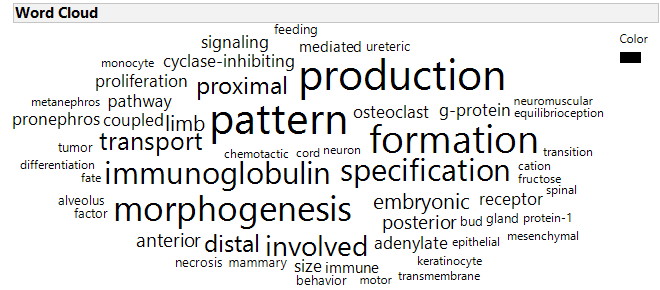 Word Cloud
feeding
signaling mediated ureteric
Color
monocyte cyclase-inhibiting
proliferation proximal production
metanephros pathway osteoclast g-protein neuromuscular
pronephros coupled limb pattern equilibrioception
tumor transport chemotactic cord neuron formation transition
differentiation immunoglobulin specification cation
fate fructose
alveolus embryonic receptor spinal
factor morphogenesis posterior bud gland protein-1
anterior distal involved adenylate epithelial mesenchymal
necrosis mammary size immune keratinocyte
behavior motor transmembrane